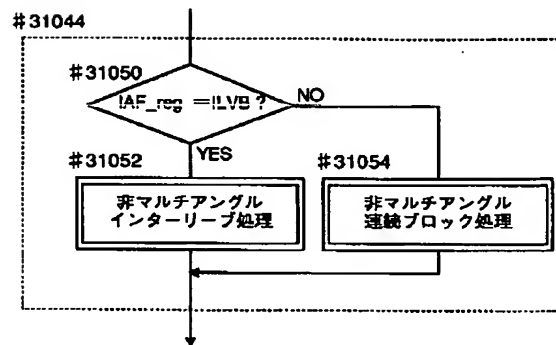 #31044
#31050
IAF_reg =ILVB ?
NO
YES
#31052
#31054
非マルチアングル
インターリーブ処理
非マルチアングル
連続ブロック処理